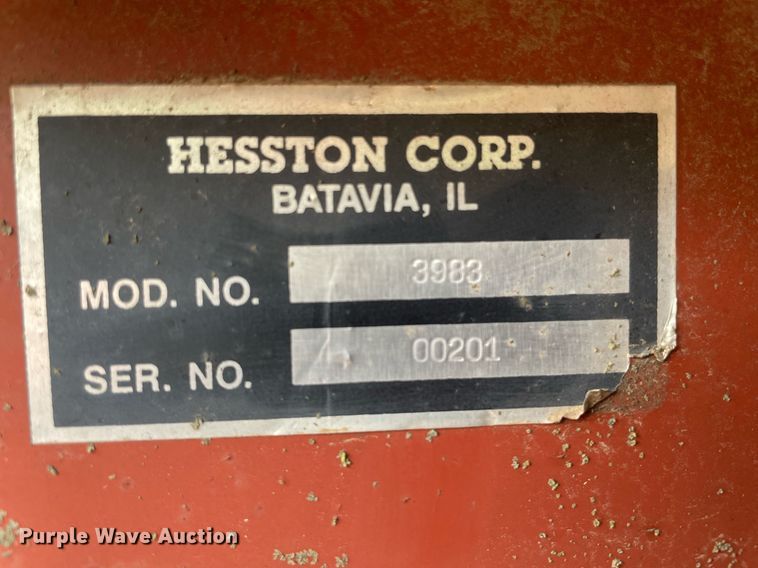 HESSTON CORP.
BATAVIA, IL
MOD. NO. 3983
SER. NO. 00201
Purple Wave Auction